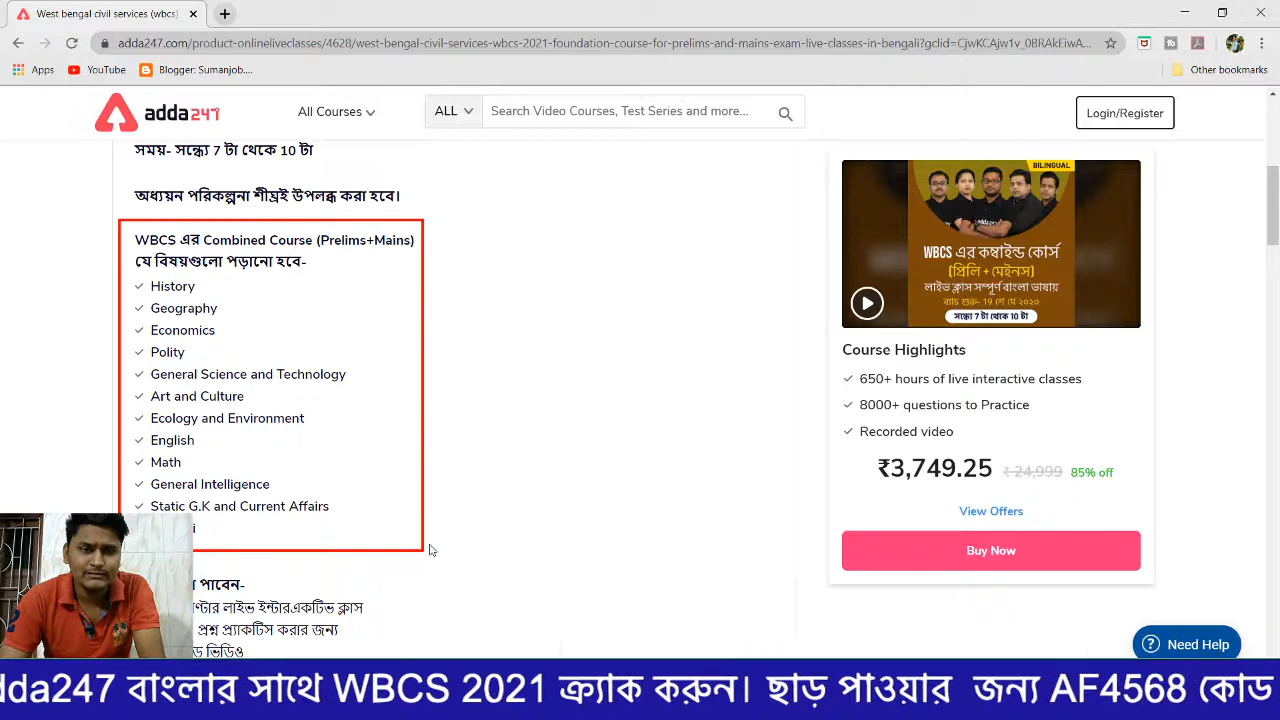 West bengal civil services (wbcs)
adda247.com/product-onlineliveclasses/4628/west-bengal-civil-services-wbcs-2021-foundation-course-for-prelims-and-mains-exam-live-classes-in-bengali?gclid=CjwKCAjw1v_0BRAkEiwA...
Apps
YouTube
Blogger: Sumanjob....
Other bookmarks
adda247
All Courses
ALL
Search Video Courses, Test Series and more...
Login/Register
সময়- সন্ধ্যে 7 টা থেকে 10 টা
অধ্যয়ন পরিকল্পনা শীঘ্রই উপলব্ধ করা হবে।
WBCS এর Combined Course (Prelims+Mains)
যে বিষয়গুলো পড়ানো হবে-
History
Geography
Economics
Polity
General Science and Technology
Art and Culture
Ecology and Environment
English
Math
General Intelligence
Static G.K and Current Affairs
পাবেন-
লাইভ ইন্টারএকটিভ ক্লাস
প্রশ্ন প্র্যাকটিস করার জন্য
ভিডিও
BILINGUAL
adda247
WBCS এর কম্বাইন্ড কোর্স
(প্রিলি + মেইনস)
লাইভ ক্লাস সম্পূর্ণ বাংলা ভাষায়
ব্যাচ শুরু- 19 শে মে ২০২০
সন্ধ্যে 7 টা থেকে 10 টা
Course Highlights
650+ hours of live interactive classes
8000+ questions to Practice
Recorded video
₹3,749.25 ₹ 24,999 85% off
View Offers
Buy Now
Need Help
dda247 বাংলার সাথে WBCS 2021 ক্র্যাক করুন। ছাড় পাওয়ার জন্য AF4568 কোড